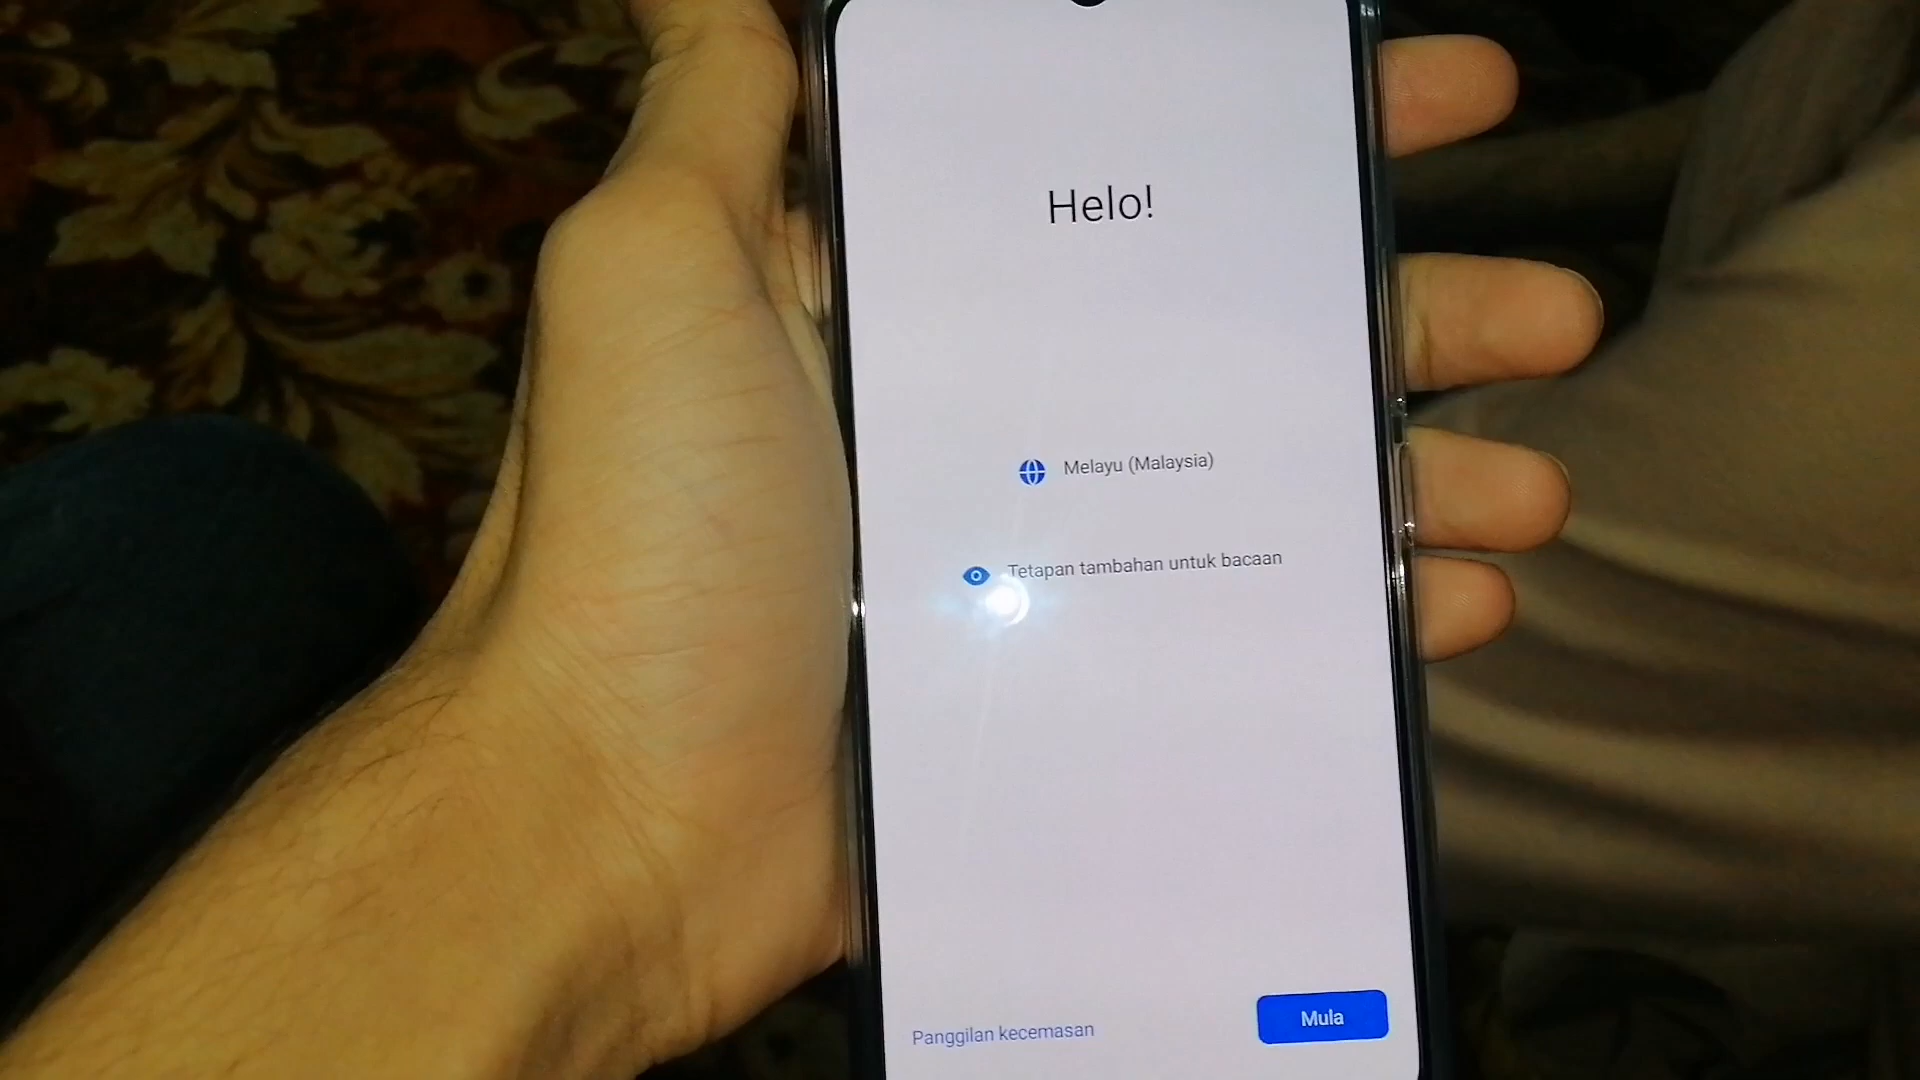 Helo!
Melayu (Malaysia)
Tetapan tambahan untuk bacaan
Panggilan kecemasan
Mula